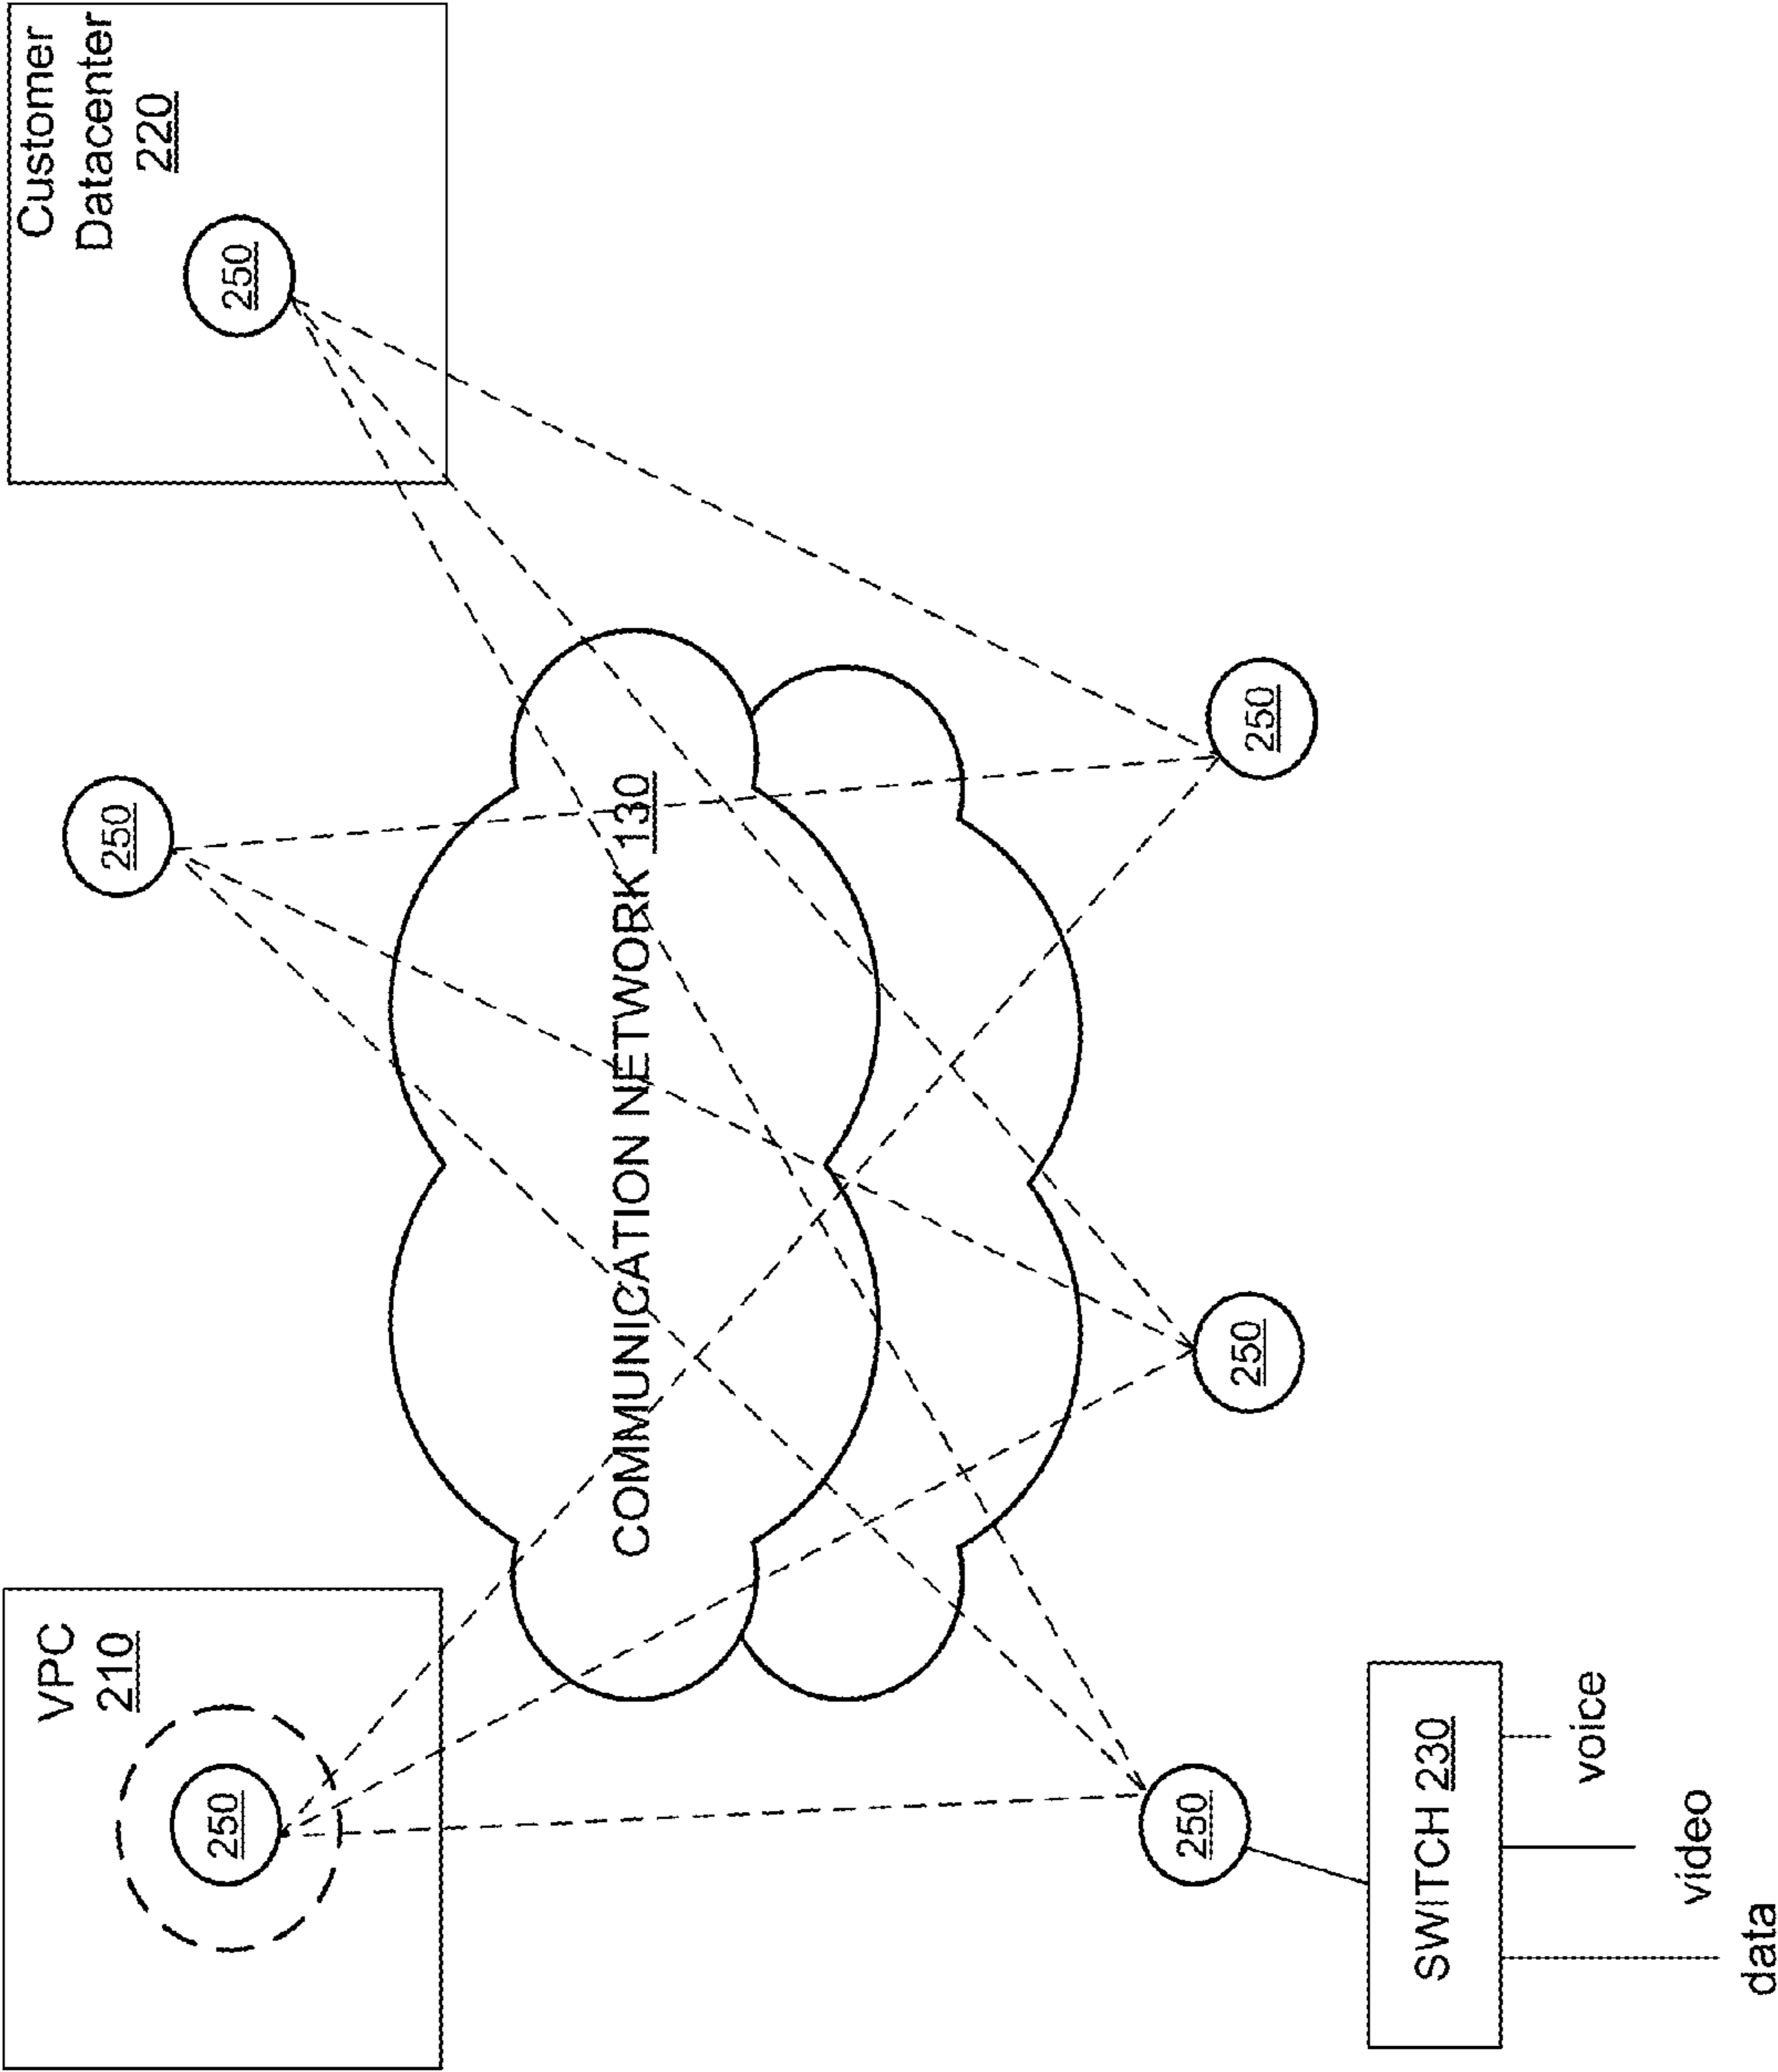 VPC
210
250
250
Customer
Datacenter
220
250
COMMUNICATION NETWORK 130
250
250
250
SWITCH 230
data
video
voice